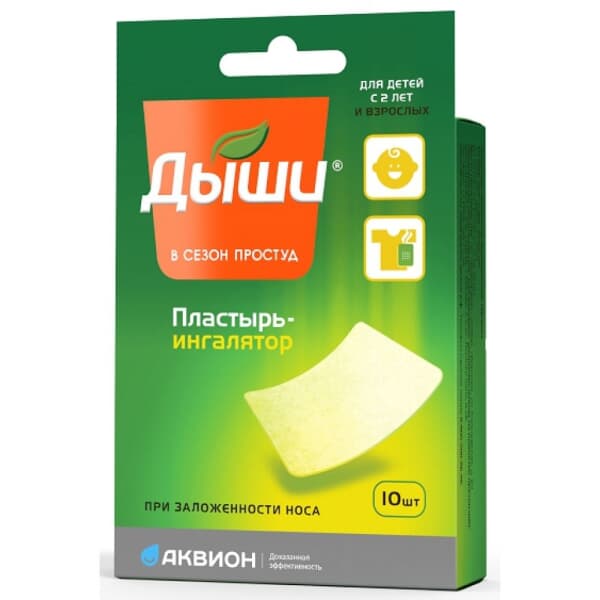 ДЛЯ ДЕТЕЙ
С 2 ЛЕТ
И ВЗРОСЛЫХ
Дыши®
В СЕЗОН ПРОСТУД
Пластырь-
ингалятор
10шт
ПРИ ЗАЛОЖЕННОСТИ НОСА
АКВИОН
Доказанная
эффективность